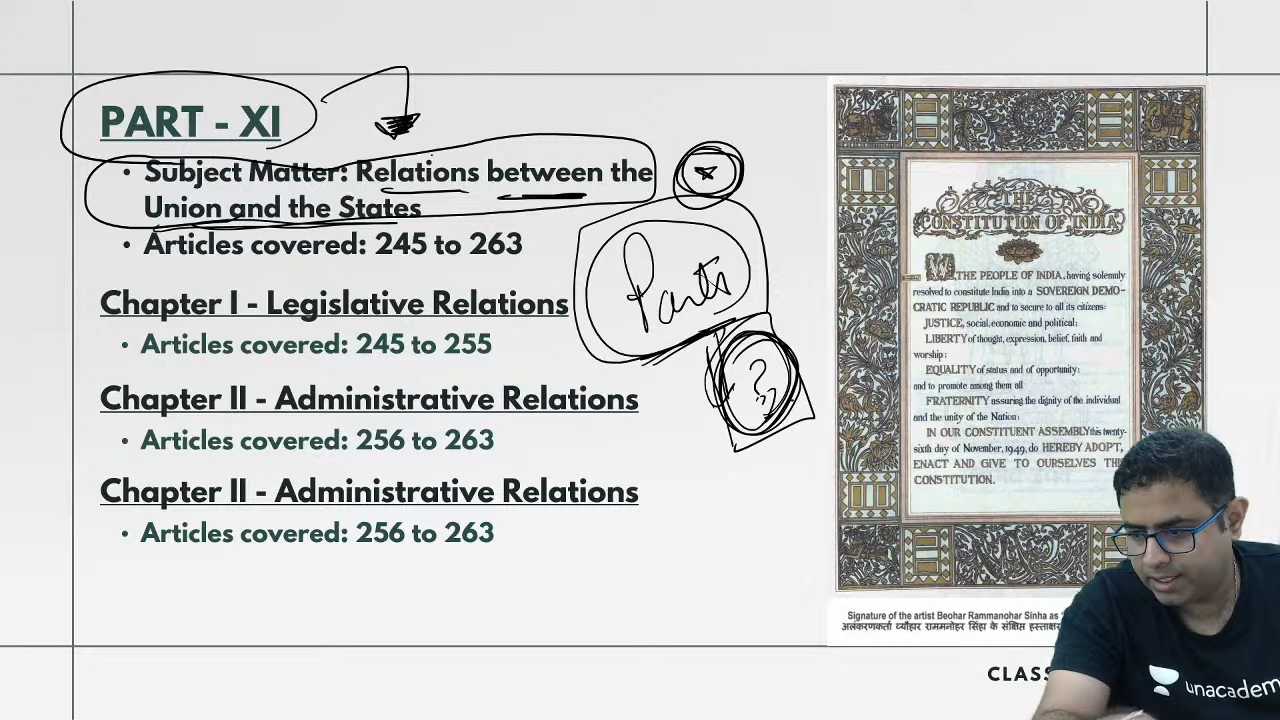 PART - XI
• Subject Matter: Relations between the
Union and the States
• Articles covered: 245 to 263
Parts
?
Chapter I - Legislative Relations
• Articles covered: 245 to 255
Chapter II - Administrative Relations
• Articles covered: 256 to 263
Chapter II - Administrative Relations
• Articles covered: 256 to 263
THE
CONSTITUTION OF INDIA
WE, THE PEOPLE OF INDIA, having solemnly
resolved to constitute India into a SOVEREIGN DEMO-
CRATIC REPUBLIC and to secure to all its citizens:
JUSTICE, social, economic and political;
LIBERTY of thought, expression, belief, faith and
worship;
EQUALITY of status and of opportunity;
and to promote among them all
FRATERNITY assuring the dignity of the individual
and the unity of the Nation;
IN OUR CONSTITUENT ASSEMBLY this twenty-
sixth day of November, 1949, do HEREBY ADOPT,
ENACT AND GIVE TO OURSELVES THIS
CONSTITUTION.
Signature of the artist Beohar Rammanohar Sinha as
अलंकरणकर्ता व्यौहार राममनोहर सिंहा के संक्षिप्त हस्ताक्षर
CLASS
unacadem